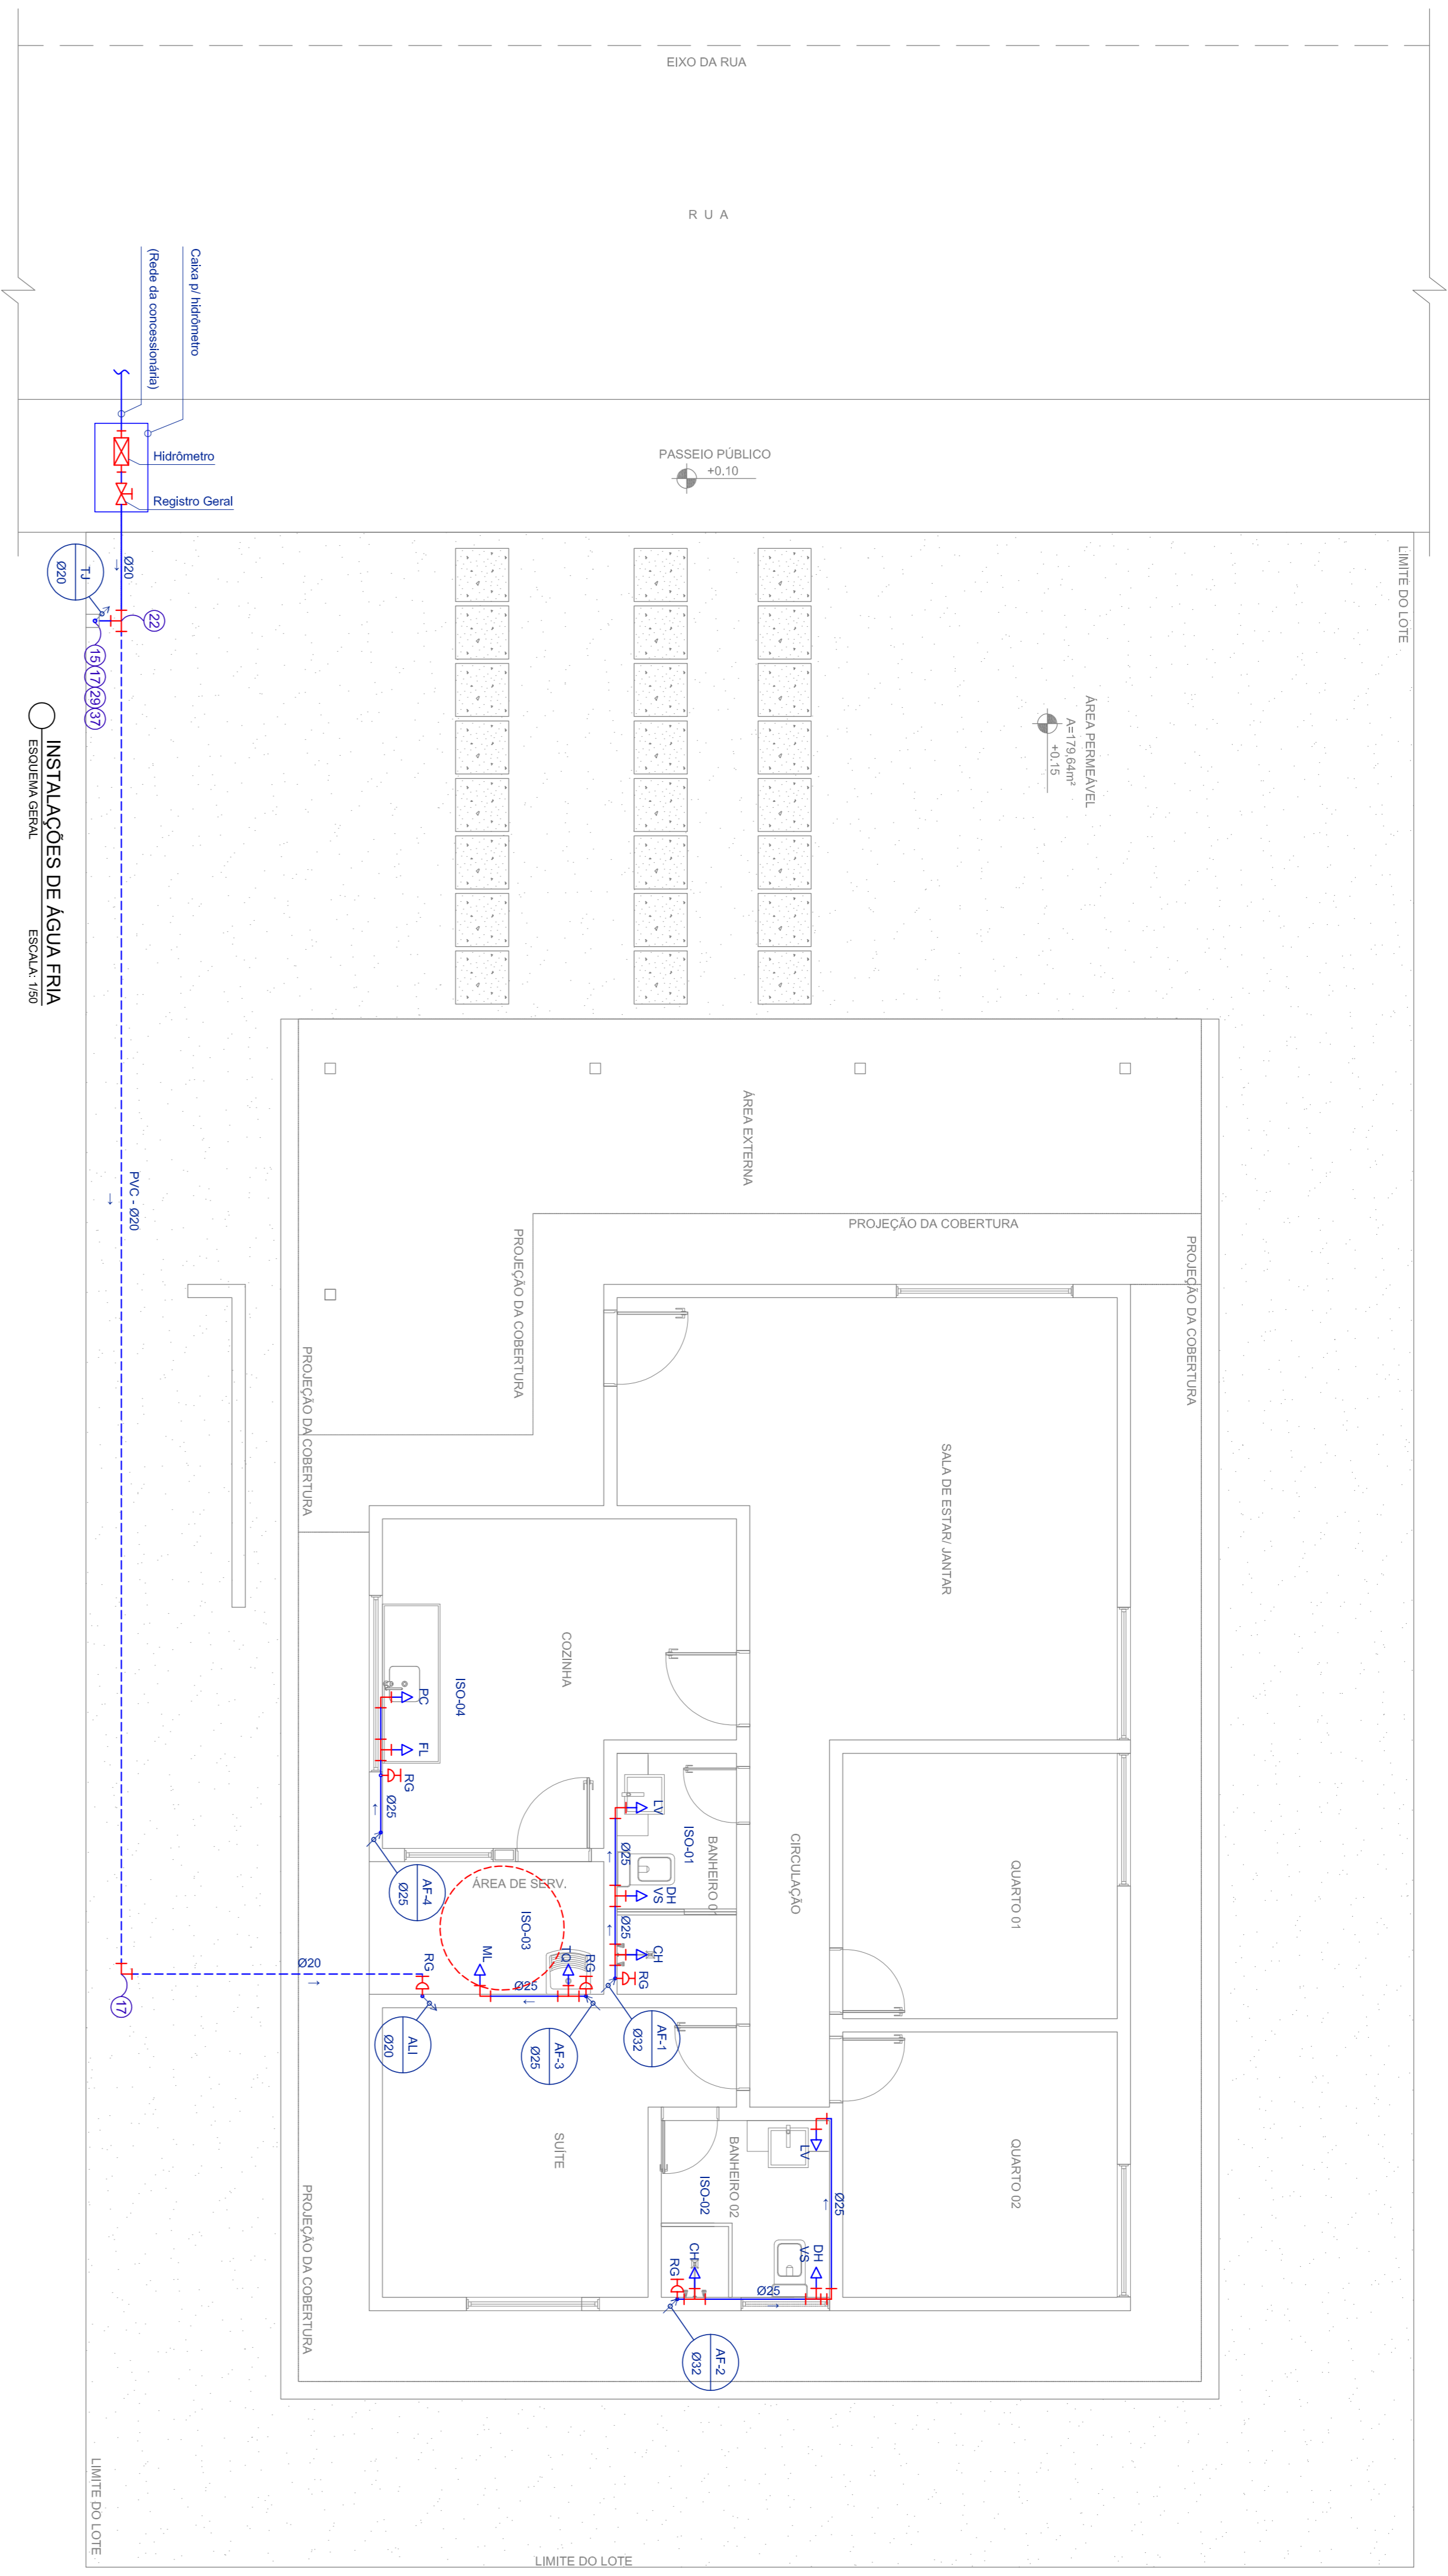 EIXO DA RUA
R U A
Caixa p/ hidrômetro
(Rede da concessionária)
Hidrômetro
Registro Geral
PASSEIO PÚBLICO
+0.10
LIMITE DO LOTE
Ø20
→
TJ
Ø20
22
15 17 29 37
INSTALAÇÕES DE ÁGUA FRIA
ESQUEMA GERAL
ESCALA: 1/50
ÁREA PERMEÁVEL
A=179,64m²
+0.15
ÁREA EXTERNA
PVC - Ø20
→
PROJEÇÃO DA COBERTURA
PROJEÇÃO DA COBERTURA
PROJEÇÃO DA COBERTURA
PROJEÇÃO DA COBERTURA
SALA DE ESTAR/ JANTAR
COZINHA
ISO-04
PC
FL
RG
Ø25
←
AF-4
Ø25
LV
ISO-01
BANHEIRO 0
Ø25
←
DH
VS
Ø25
←
CH
RG
AF-1
Ø32
CIRCULAÇÃO
QUARTO 01
ÁREA DE SERV.
ISO-03
ML
TQ
RG
Ø25
←
AF-3
Ø25
Ø20
→
RG
ALI
Ø20
17
QUARTO 02
SUÍTE
BANHEIRO 02
ISO-02
LV
Ø25
←
DH
VS
CH
RG
Ø25
→
AF-2
Ø32
PROJEÇÃO DA COBERTURA
LIMITE DO LOTE
LIMITE DO LOTE